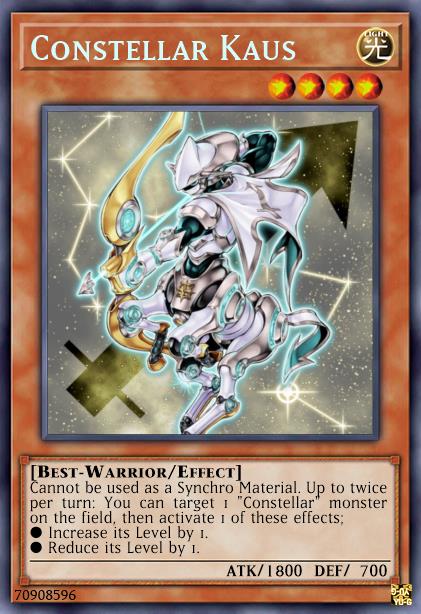 CONSTELLAR KAUS
LIGHT
光
[BEST-WARRIOR/EFFECT]
Cannot be used as a Synchro Material. Up to twice
per turn: You can target 1 "Constellar" monster
on the field, then activate 1 of these effects;
● Increase its Level by 1.
● Reduce its Level by 1.
ATK/1800 DEF/ 700
70908596